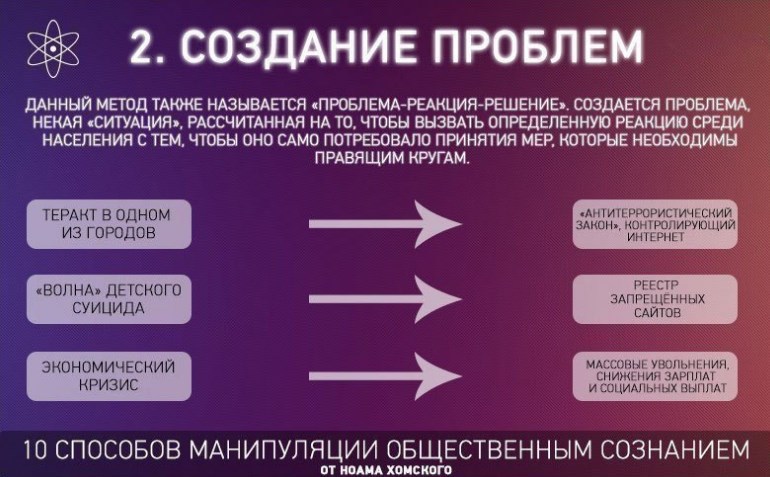 2. СОЗДАНИЕ ПРОБЛЕМ
ДАННЫЙ МЕТОД ТАКЖЕ НАЗЫВАЕТСЯ «ПРОБЛЕМА-РЕАКЦИЯ-РЕШЕНИЕ». СОЗДАЕТСЯ ПРОБЛЕМА,
НЕКАЯ «СИТУАЦИЯ», РАССЧИТАННАЯ НА ТО, ЧТОБЫ ВЫЗВАТЬ ОПРЕДЕЛЕННУЮ РЕАКЦИЮ СРЕДИ
НАСЕЛЕНИЯ С ТЕМ, ЧТОБЫ ОНО САМО ПОТРЕБОВАЛО ПРИНЯТИЯ МЕР, КОТОРЫЕ НЕОБХОДИМЫ
ПРАВЯЩИМ КРУГАМ.
ТЕРАКТ В ОДНОМ
ИЗ ГОРОДОВ
«АНТИТЕРРОРИСТИЧЕСКИЙ
ЗАКОН», КОНТРОЛИРУЮЩИЙ
ИНТЕРНЕТ
«ВОЛНА» ДЕТСКОГО
СУИЦИДА
РЕЕСТР
ЗАПРЕЩЁННЫХ
САЙТОВ
ЭКОНОМИЧЕСКИЙ
КРИЗИС
МАССОВЫЕ УВОЛЬНЕНИЯ,
СНИЖЕНИЯ ЗАРПЛАТ
И СОЦИАЛЬНЫХ ВЫПЛАТ
10 СПОСОБОВ МАНИПУЛЯЦИИ ОБЩЕСТВЕННЫМ СОЗНАНИЕМ
ОТ НОАМА ХОМСКОГО